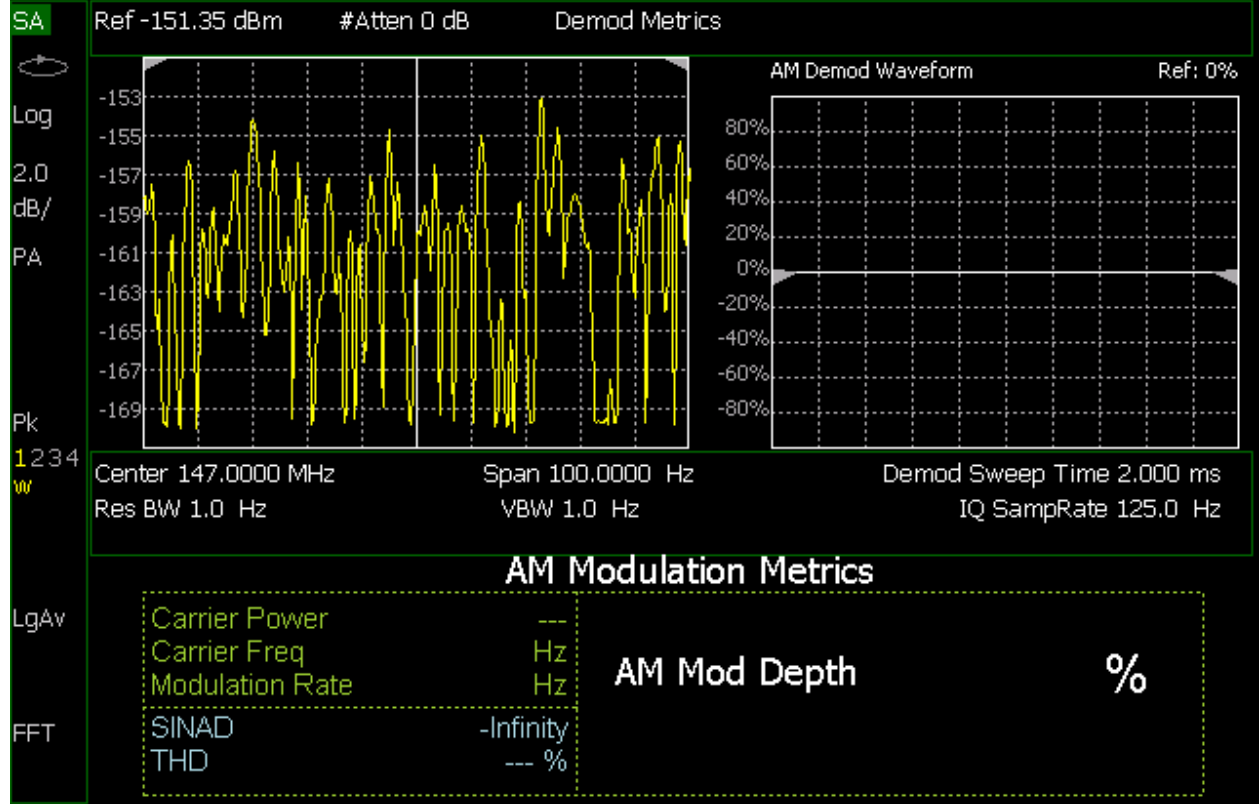 SA
Ref -151.35 dBm #Atten 0 dB Demod Metrics
Log
2.0
dB/
PA
Pk
1234
W
LgAv
FFT
-153
-155
-157
-159
-161
-163
-165
-167
-169
AM Demod Waveform Ref: 0%
80%
60%
40%
20%
0%
-20%
-40%
-60%
-80%
Center 147.0000 MHz Span 100.0000 Hz Demod Sweep Time 2.000 ms
Res BW 1.0 Hz VBW 1.0 Hz IQ SampRate 125.0 Hz
AM Modulation Metrics
Carrier Power ---
Carrier Freq Hz
Modulation Rate Hz
SINAD -Infinity
THD --- %
AM Mod Depth %